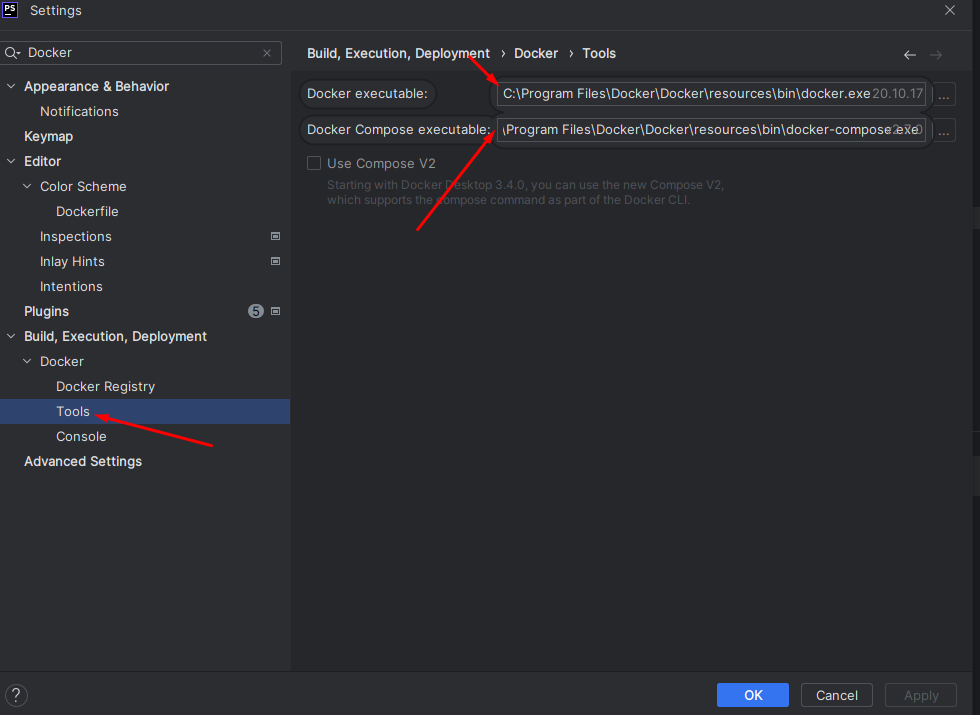 PS
Settings
Docker
Appearance & Behavior
Notifications
Keymap
Editor
Color Scheme
Dockerfile
Inspections
Inlay Hints
Intentions
Plugins 5
Build, Execution, Deployment
Docker
Docker Registry
Tools
Console
Advanced Settings
?
Build, Execution, Deployment › Docker › Tools
Docker executable: C:\Program Files\Docker\Docker\resources\bin\docker.exe 20.10.17 ...
Docker Compose executable: \Program Files\Docker\Docker\resources\bin\docker-compose.exe v2.7.0 ...
Use Compose V2
Starting with Docker Desktop 3.4.0, you can use the new Compose V2,
which supports the compose command as part of the Docker CLI.
OK Cancel Apply